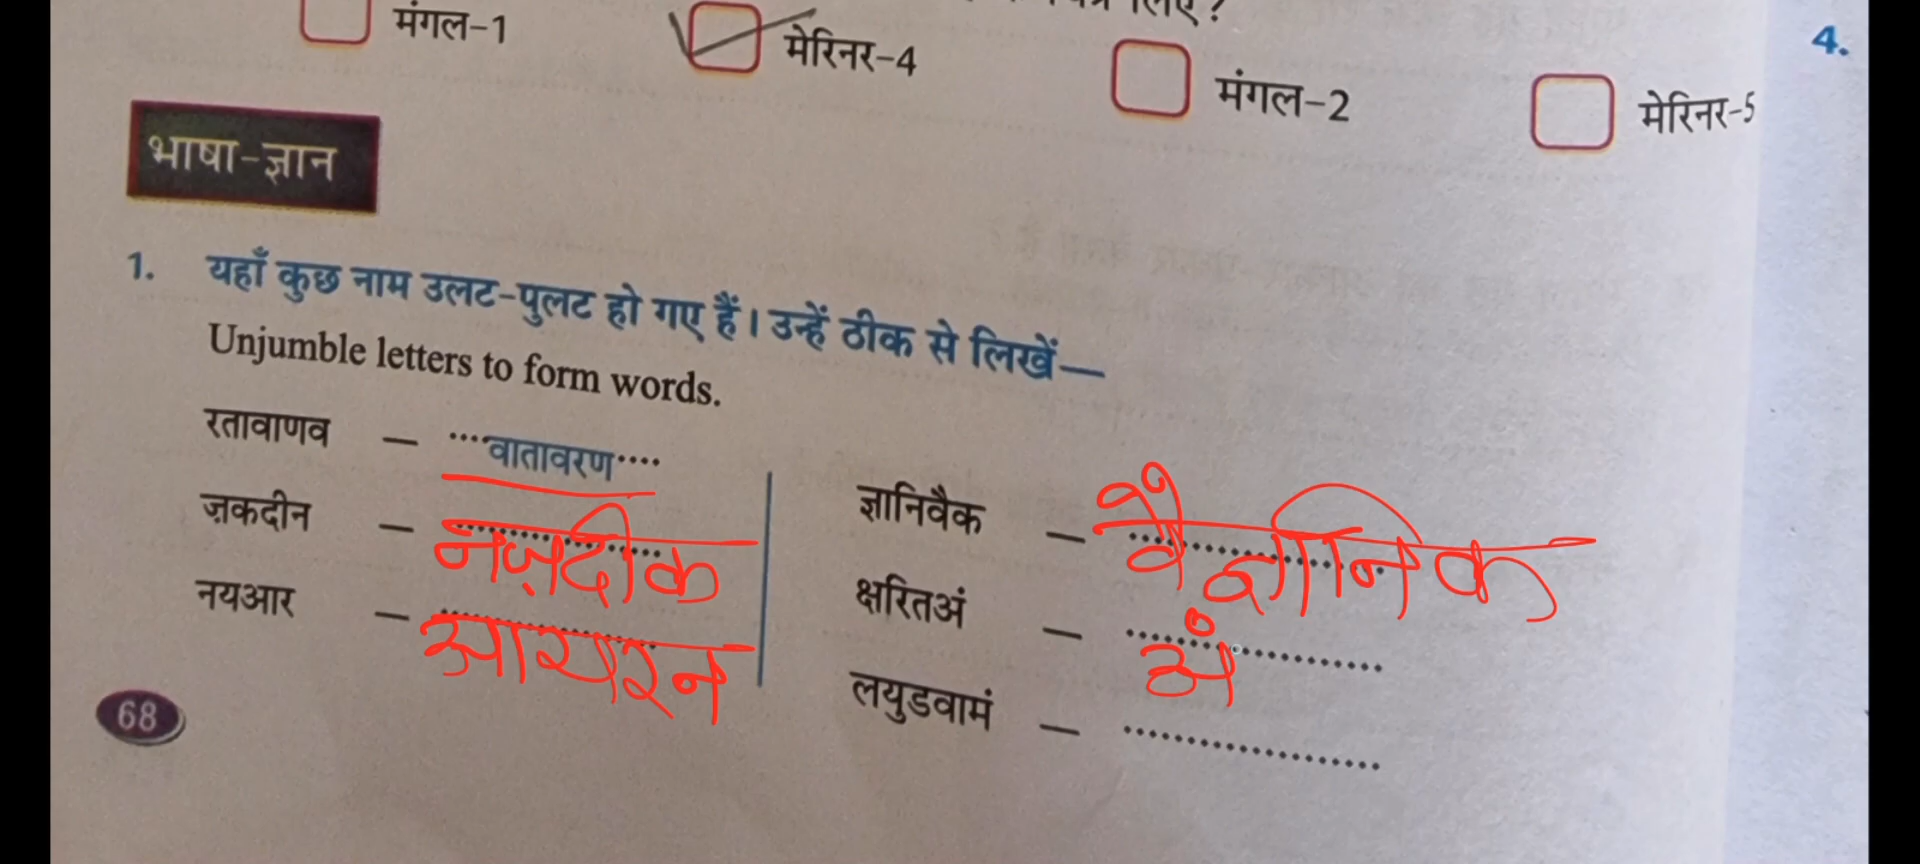 लिए?
मंगल-1 मेरिनर-4 मंगल-2 मेरिनर-5
4.
भाषा-ज्ञान
1. यहाँ कुछ नाम उलट-पुलट हो गए हैं। उन्हें ठीक से लिखें—
Unjumble letters to form words.
रतावाणव — ....वातावरण....
ज़कदीन — नज़दीक
नयआर — आयरन
ज्ञानिवैक — वैज्ञानिक
क्षरितअं — अं
लयुडवामं — ....................
68